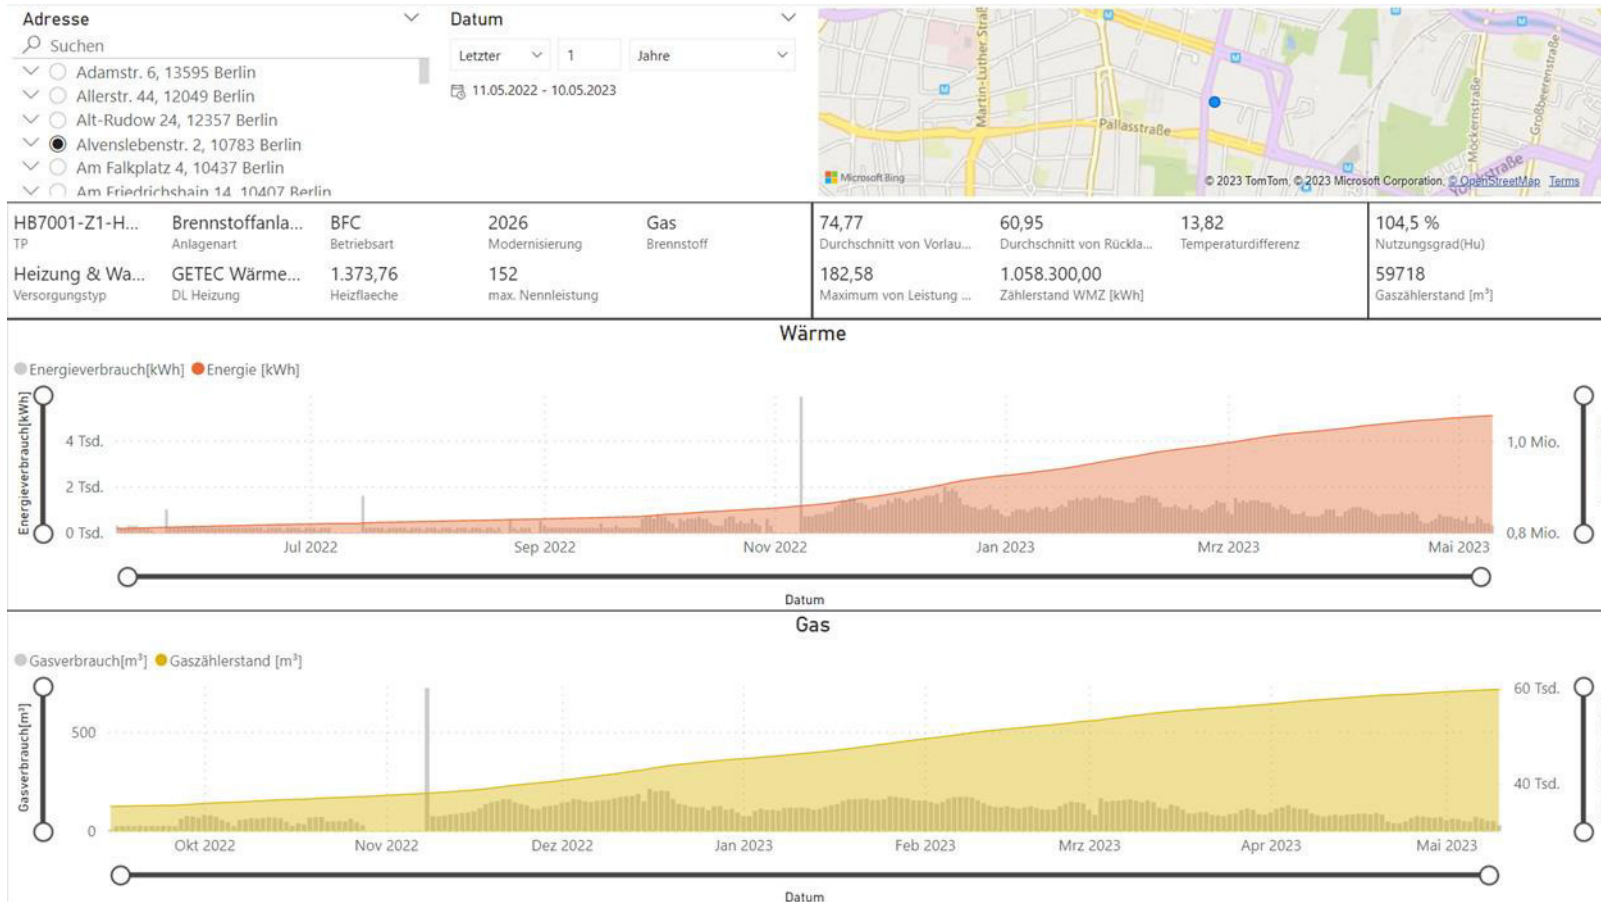 Adresse
Suchen
Adamstr. 6, 13595 Berlin
Allerstr. 44, 12049 Berlin
Alt-Rudow 24, 12357 Berlin
Alvenslebenstr. 2, 10783 Berlin
Am Falkplatz 4, 10437 Berlin
Am Friedrichshain 14, 10407 Berlin
Datum
Letzter 1 Jahre
11.05.2022 - 10.05.2023
Martin-Luther Straß
Pallasstraße
Möckernstraße
Großbeerenstraße
Yorckstraße
M
M
M
M
M
M
M
Microsoft Bing
© 2023 TomTom, © 2023 Microsoft Corporation, © OpenStreetMap Terms
HB7001-Z1-H... Brennstoffanla... BFC 2026 Gas
TP Anlagenart Betriebsart Modernisierung Brennstoff
Heizung & Wa... GETEC Wärme... 1.373,76 152
Versorgungstyp DL Heizung Heizflaeche max. Nennleistung
74,77 60,95 13,82
Durchschnitt von Vorlau... Durchschnitt von Rückla... Temperaturdifferenz
182,58 1.058.300,00
Maximum von Leistung ... Zählerstand WMZ [kWh]
104,5 %
Nutzungsgrad(Hu)
59718
Gaszählerstand [m³]
Wärme
Energieverbrauch[kWh] Energie [kWh]
Energieverbrauch[kWh]
4 Tsd.
2 Tsd.
0 Tsd.
1,0 Mio.
0,8 Mio.
Jul 2022 Sep 2022 Nov 2022 Jan 2023 Mrz 2023 Mai 2023
Datum
Gas
Gasverbrauch[m³] Gaszählerstand [m³]
Gasverbrauch[m³]
500
0
60 Tsd.
40 Tsd.
Okt 2022 Nov 2022 Dez 2022 Jan 2023 Feb 2023 Mrz 2023 Apr 2023 Mai 2023
Datum